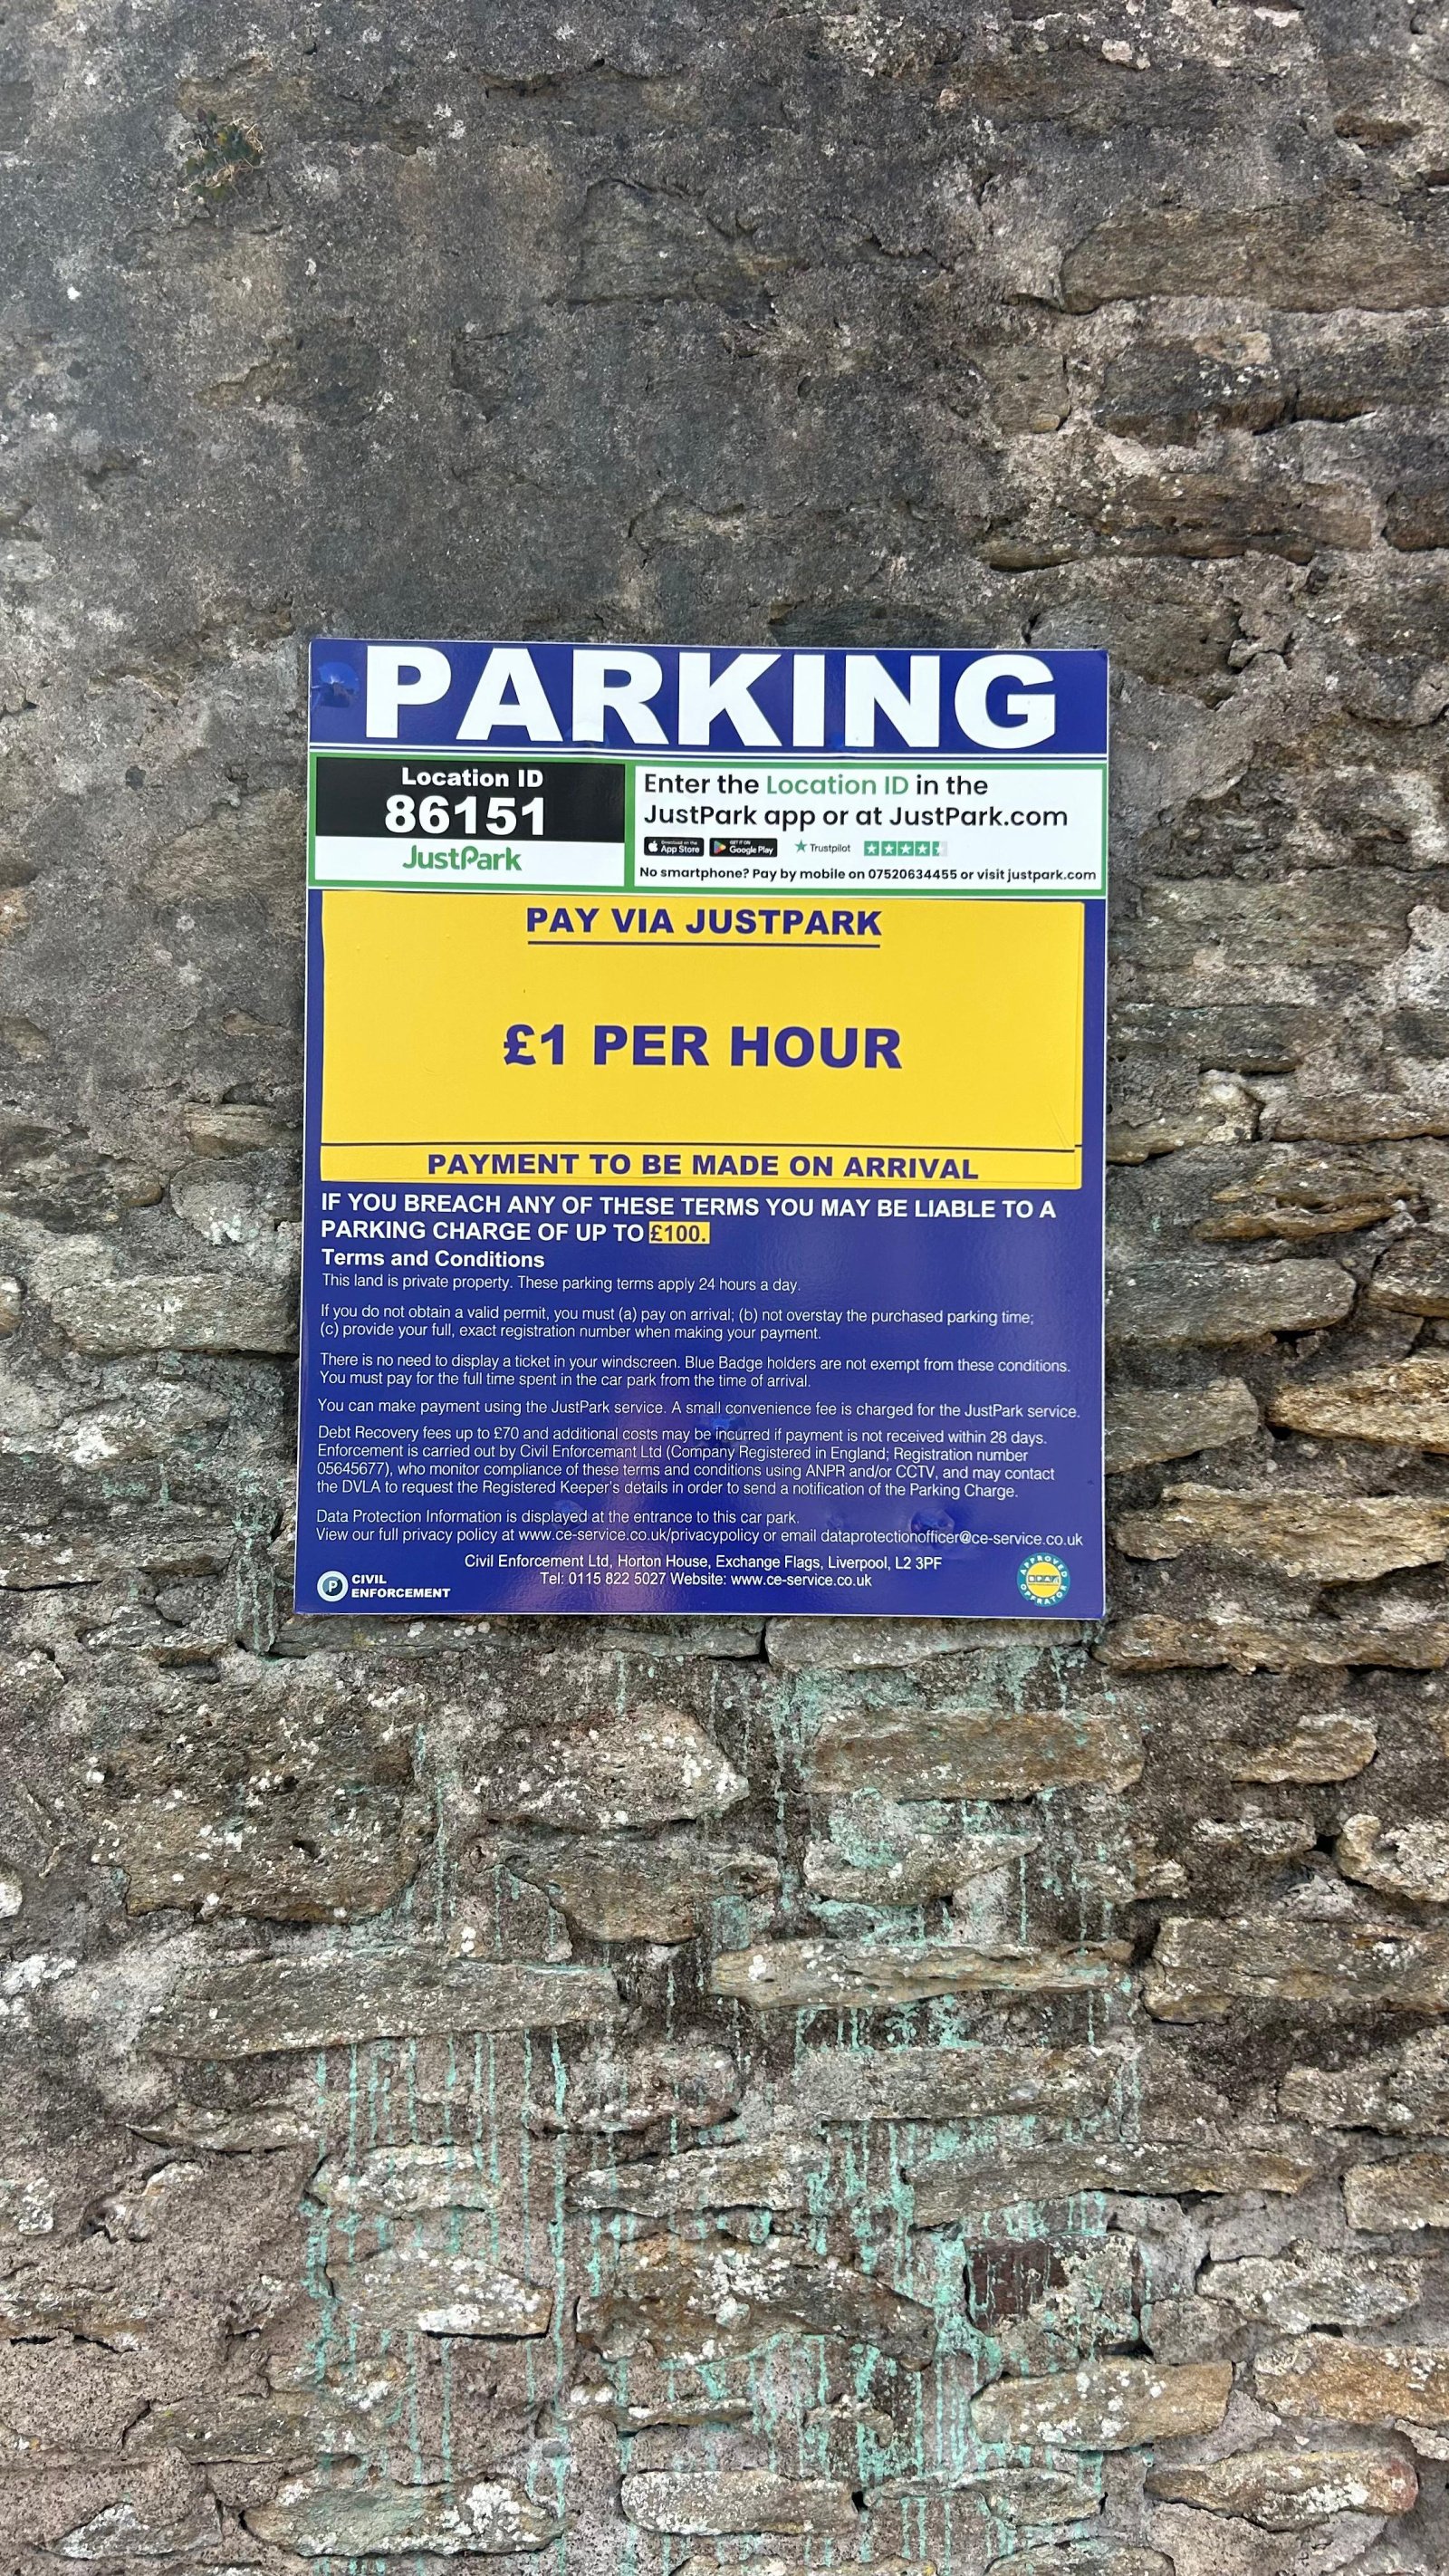 PARKING
Location ID
86151
JustPark
Enter the Location ID in the
JustPark app or at JustPark.com
Download on the App Store
GET IT ON Google Play
Trustpilot
No smartphone? Pay by mobile on 07520634455 or visit justpark.com
PAY VIA JUSTPARK
£1 PER HOUR
PAYMENT TO BE MADE ON ARRIVAL
IF YOU BREACH ANY OF THESE TERMS YOU MAY BE LIABLE TO A
PARKING CHARGE OF UP TO £100.
Terms and Conditions
This land is private property. These parking terms apply 24 hours a day.
If you do not obtain a valid permit, you must (a) pay on arrival; (b) not overstay the purchased parking time;
(c) provide your full, exact registration number when making your payment.
There is no need to display a ticket in your windscreen. Blue Badge holders are not exempt from these conditions.
You must pay for the full time spent in the car park from the time of arrival.
You can make payment using the JustPark service. A small convenience fee is charged for the JustPark service.
Debt Recovery fees up to £70 and additional costs may be incurred if payment is not received within 28 days.
Enforcement is carried out by Civil Enforcemant Ltd (Company Registered in England; Registration number
05645677), who monitor compliance of these terms and conditions using ANPR and/or CCTV, and may contact
the DVLA to request the Registered Keeper's details in order to send a notification of the Parking Charge.
Data Protection Information is displayed at the entrance to this car park.
View our full privacy policy at www.ce-service.co.uk/privacypolicy or email dataprotectionofficer@ce-service.co.uk
Civil Enforcement Ltd, Horton House, Exchange Flags, Liverpool, L2 3PF
Tel: 0115 822 5027 Website: www.ce-service.co.uk
P CIVIL
ENFORCEMENT
APPROVED
BPA
OPERATOR